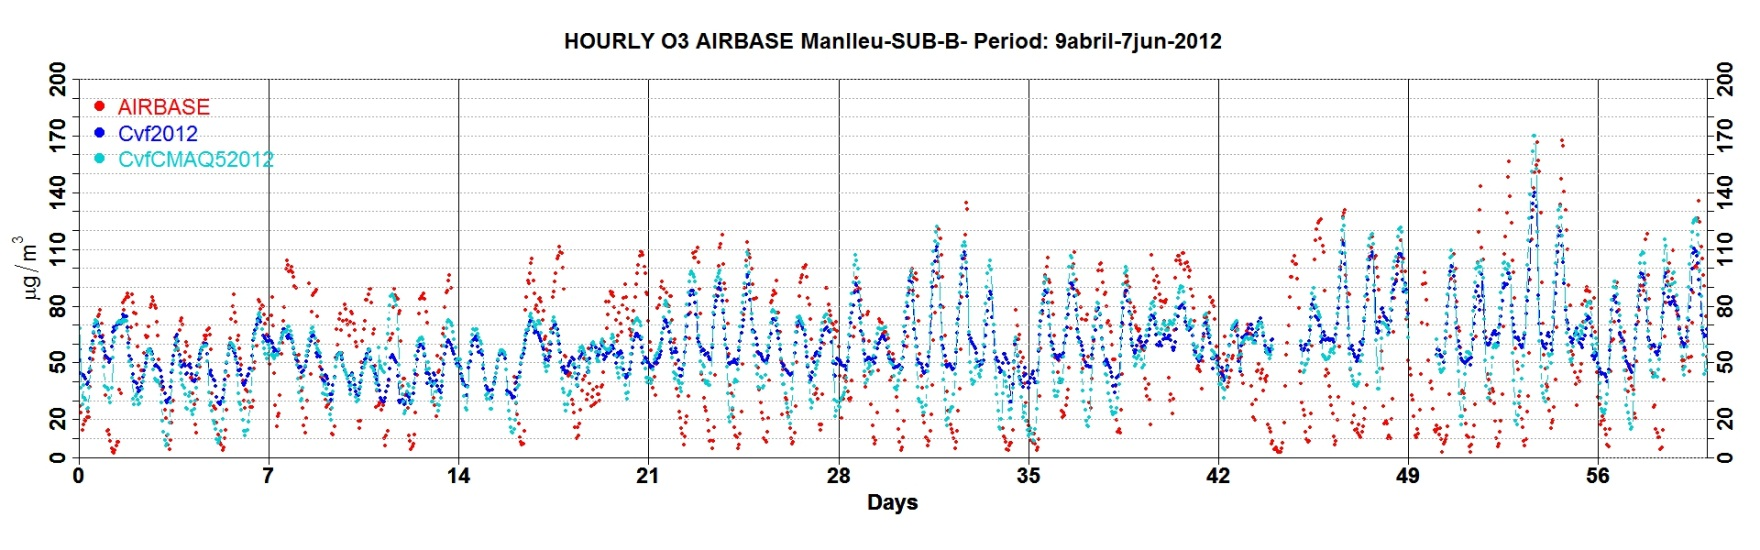 HOURLY O3 AIRBASE Manlleu-SUB-B- Period: 9abril-7jun-2012
200
170
140
110
80
50
20
0
µg / m³
AIRBASE
Cvf2012
CvfCMAQ52012
200
170
140
110
80
50
20
0
0 7 14 21 28 35 42 49 56
Days